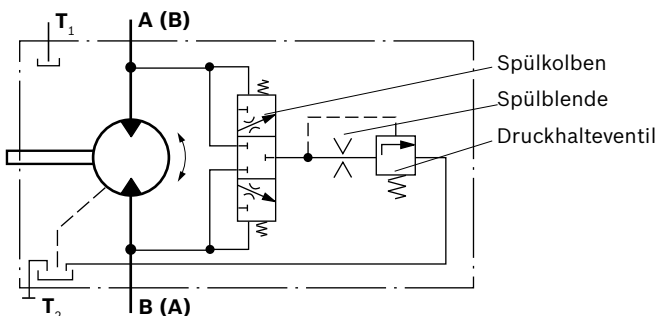 T1
A (B)
Spülkolben
Spülblende
Druckhalteventil
T2
B (A)